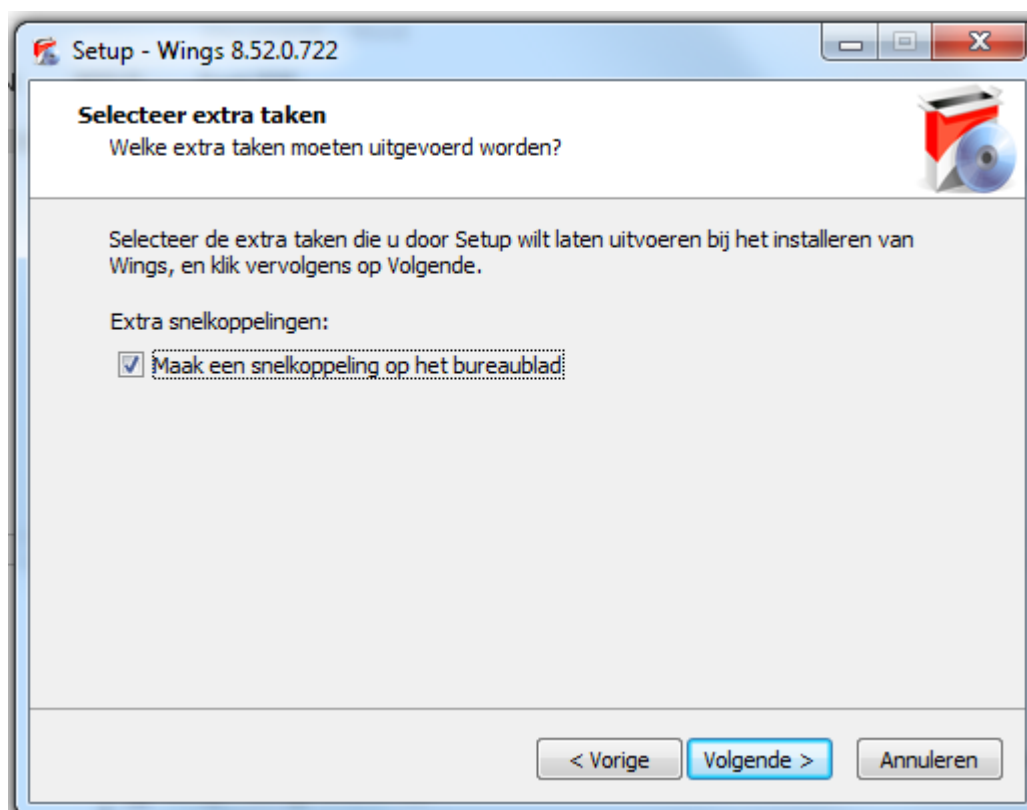 Setup - Wings 8.52.0.722
Selecteer extra taken
Welke extra taken moeten uitgevoerd worden?
Selecteer de extra taken die u door Setup wilt laten uitvoeren bij het installeren van
Wings, en klik vervolgens op Volgende.
Extra snelkoppelingen:
Maak een snelkoppeling op het bureaublad
< Vorige
Volgende >
Annuleren